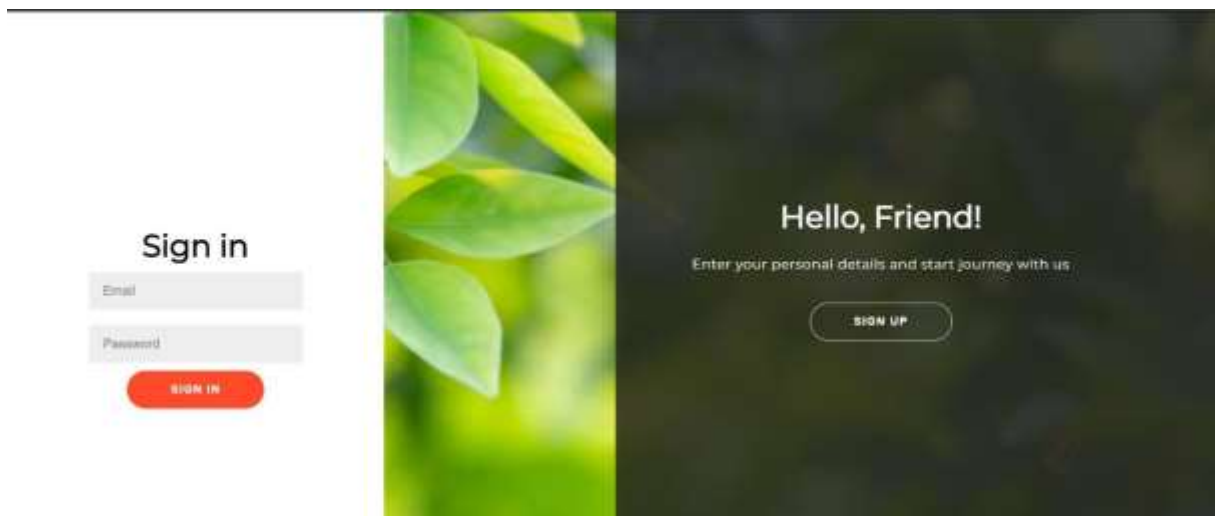 Sign in
Email
Password
SIGN IN
Hello, Friend!
Enter your personal details and start journey with us
SIGN UP